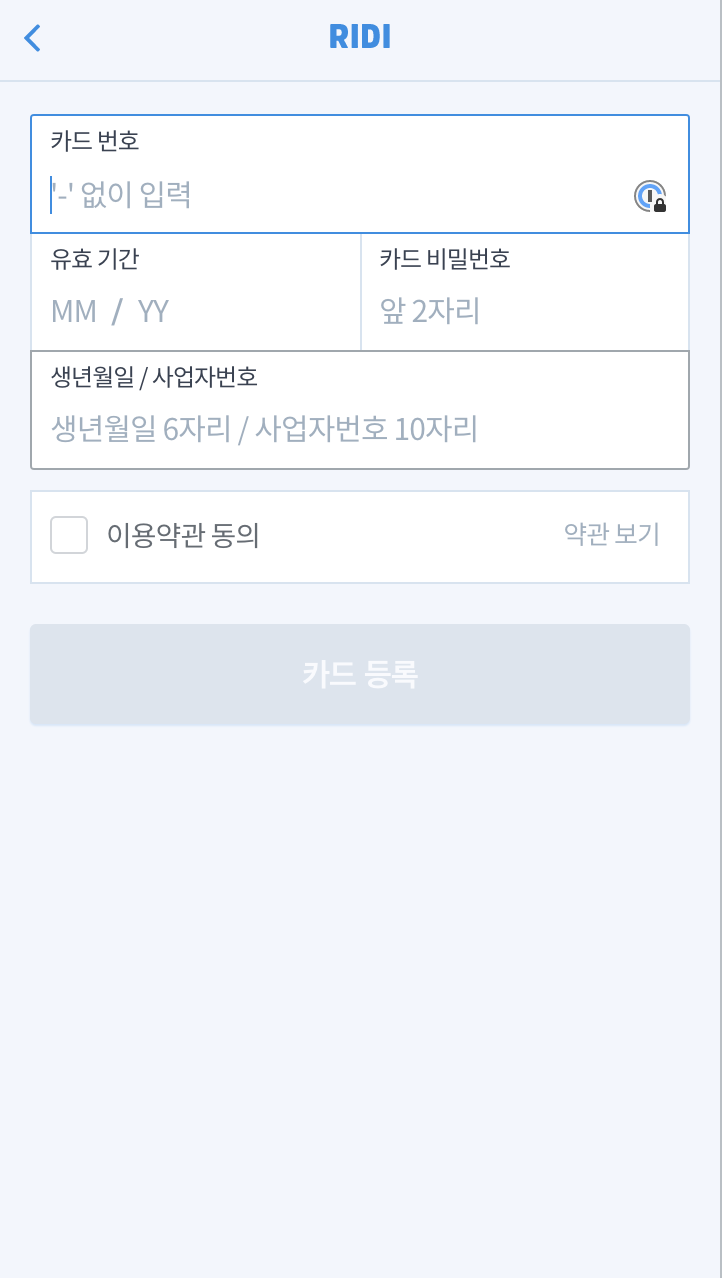 RIDI
카드 번호
'-' 없이 입력
유효 기간
MM / YY
카드 비밀번호
앞 2자리
생년월일 / 사업자번호
생년월일 6자리 / 사업자번호 10자리
이용약관 동의
약관 보기
카드 등록